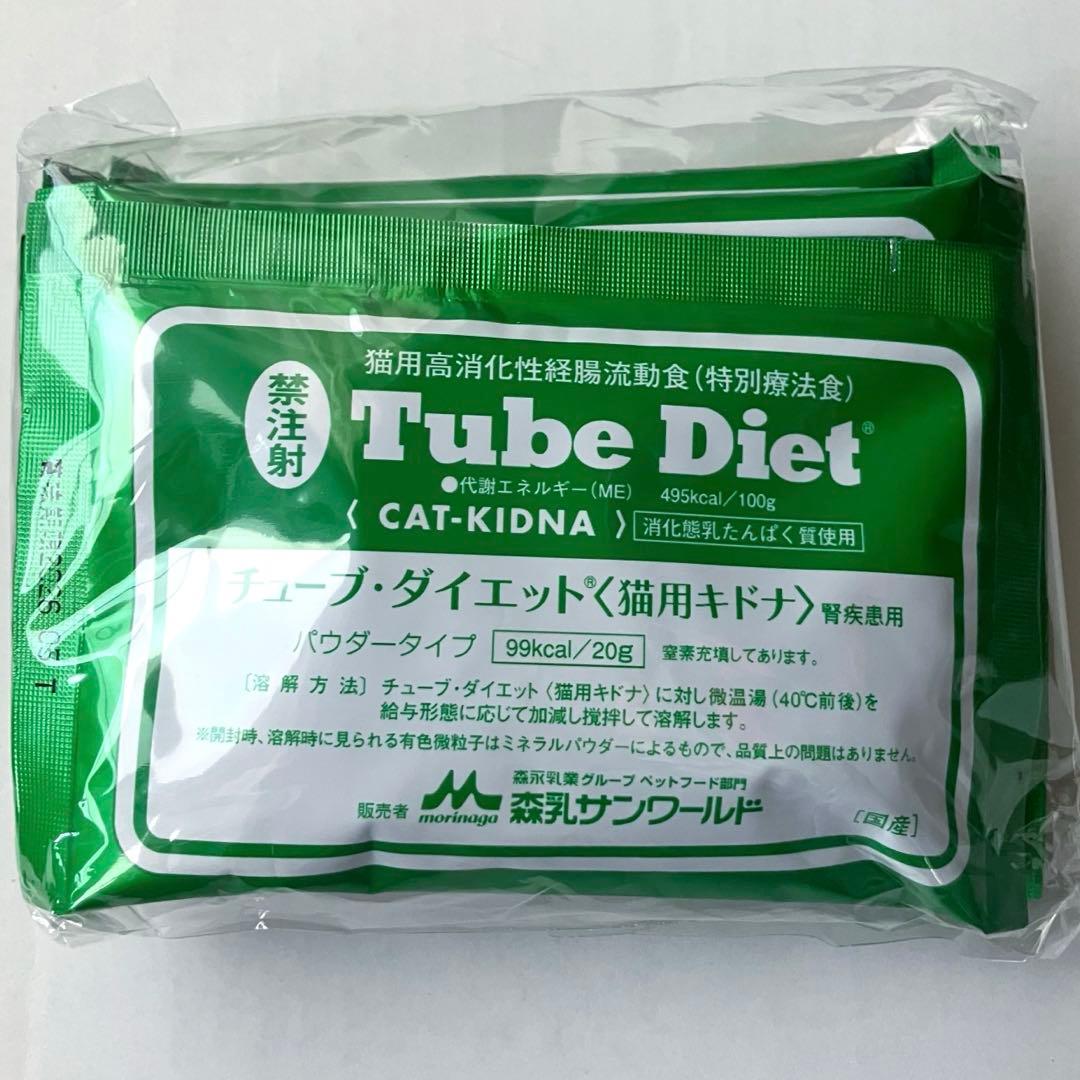 猫用高消化性経腸流動食(特別療法食)
禁注射
Tube Diet®
●代謝エネルギー(ME) 495kcal/100g
〈 CAT-KIDNA 〉 消化態乳たんぱく質使用
チューブ・ダイエット®〈猫用キドナ〉腎疾患用
パウダータイプ 99kcal/20g 窒素充填してあります。
〔溶解方法〕 チューブ・ダイエット〈猫用キドナ〉に対し微温湯(40℃前後)を
給与形態に応じて加減し撹拌して溶解します。
※開封時、溶解時に見られる有色微粒子はミネラルパウダーによるもので、品質上の問題はありません。
森永乳業グループ ペットフード部門
販売者 morinaga 森乳サンワールド
［国産］